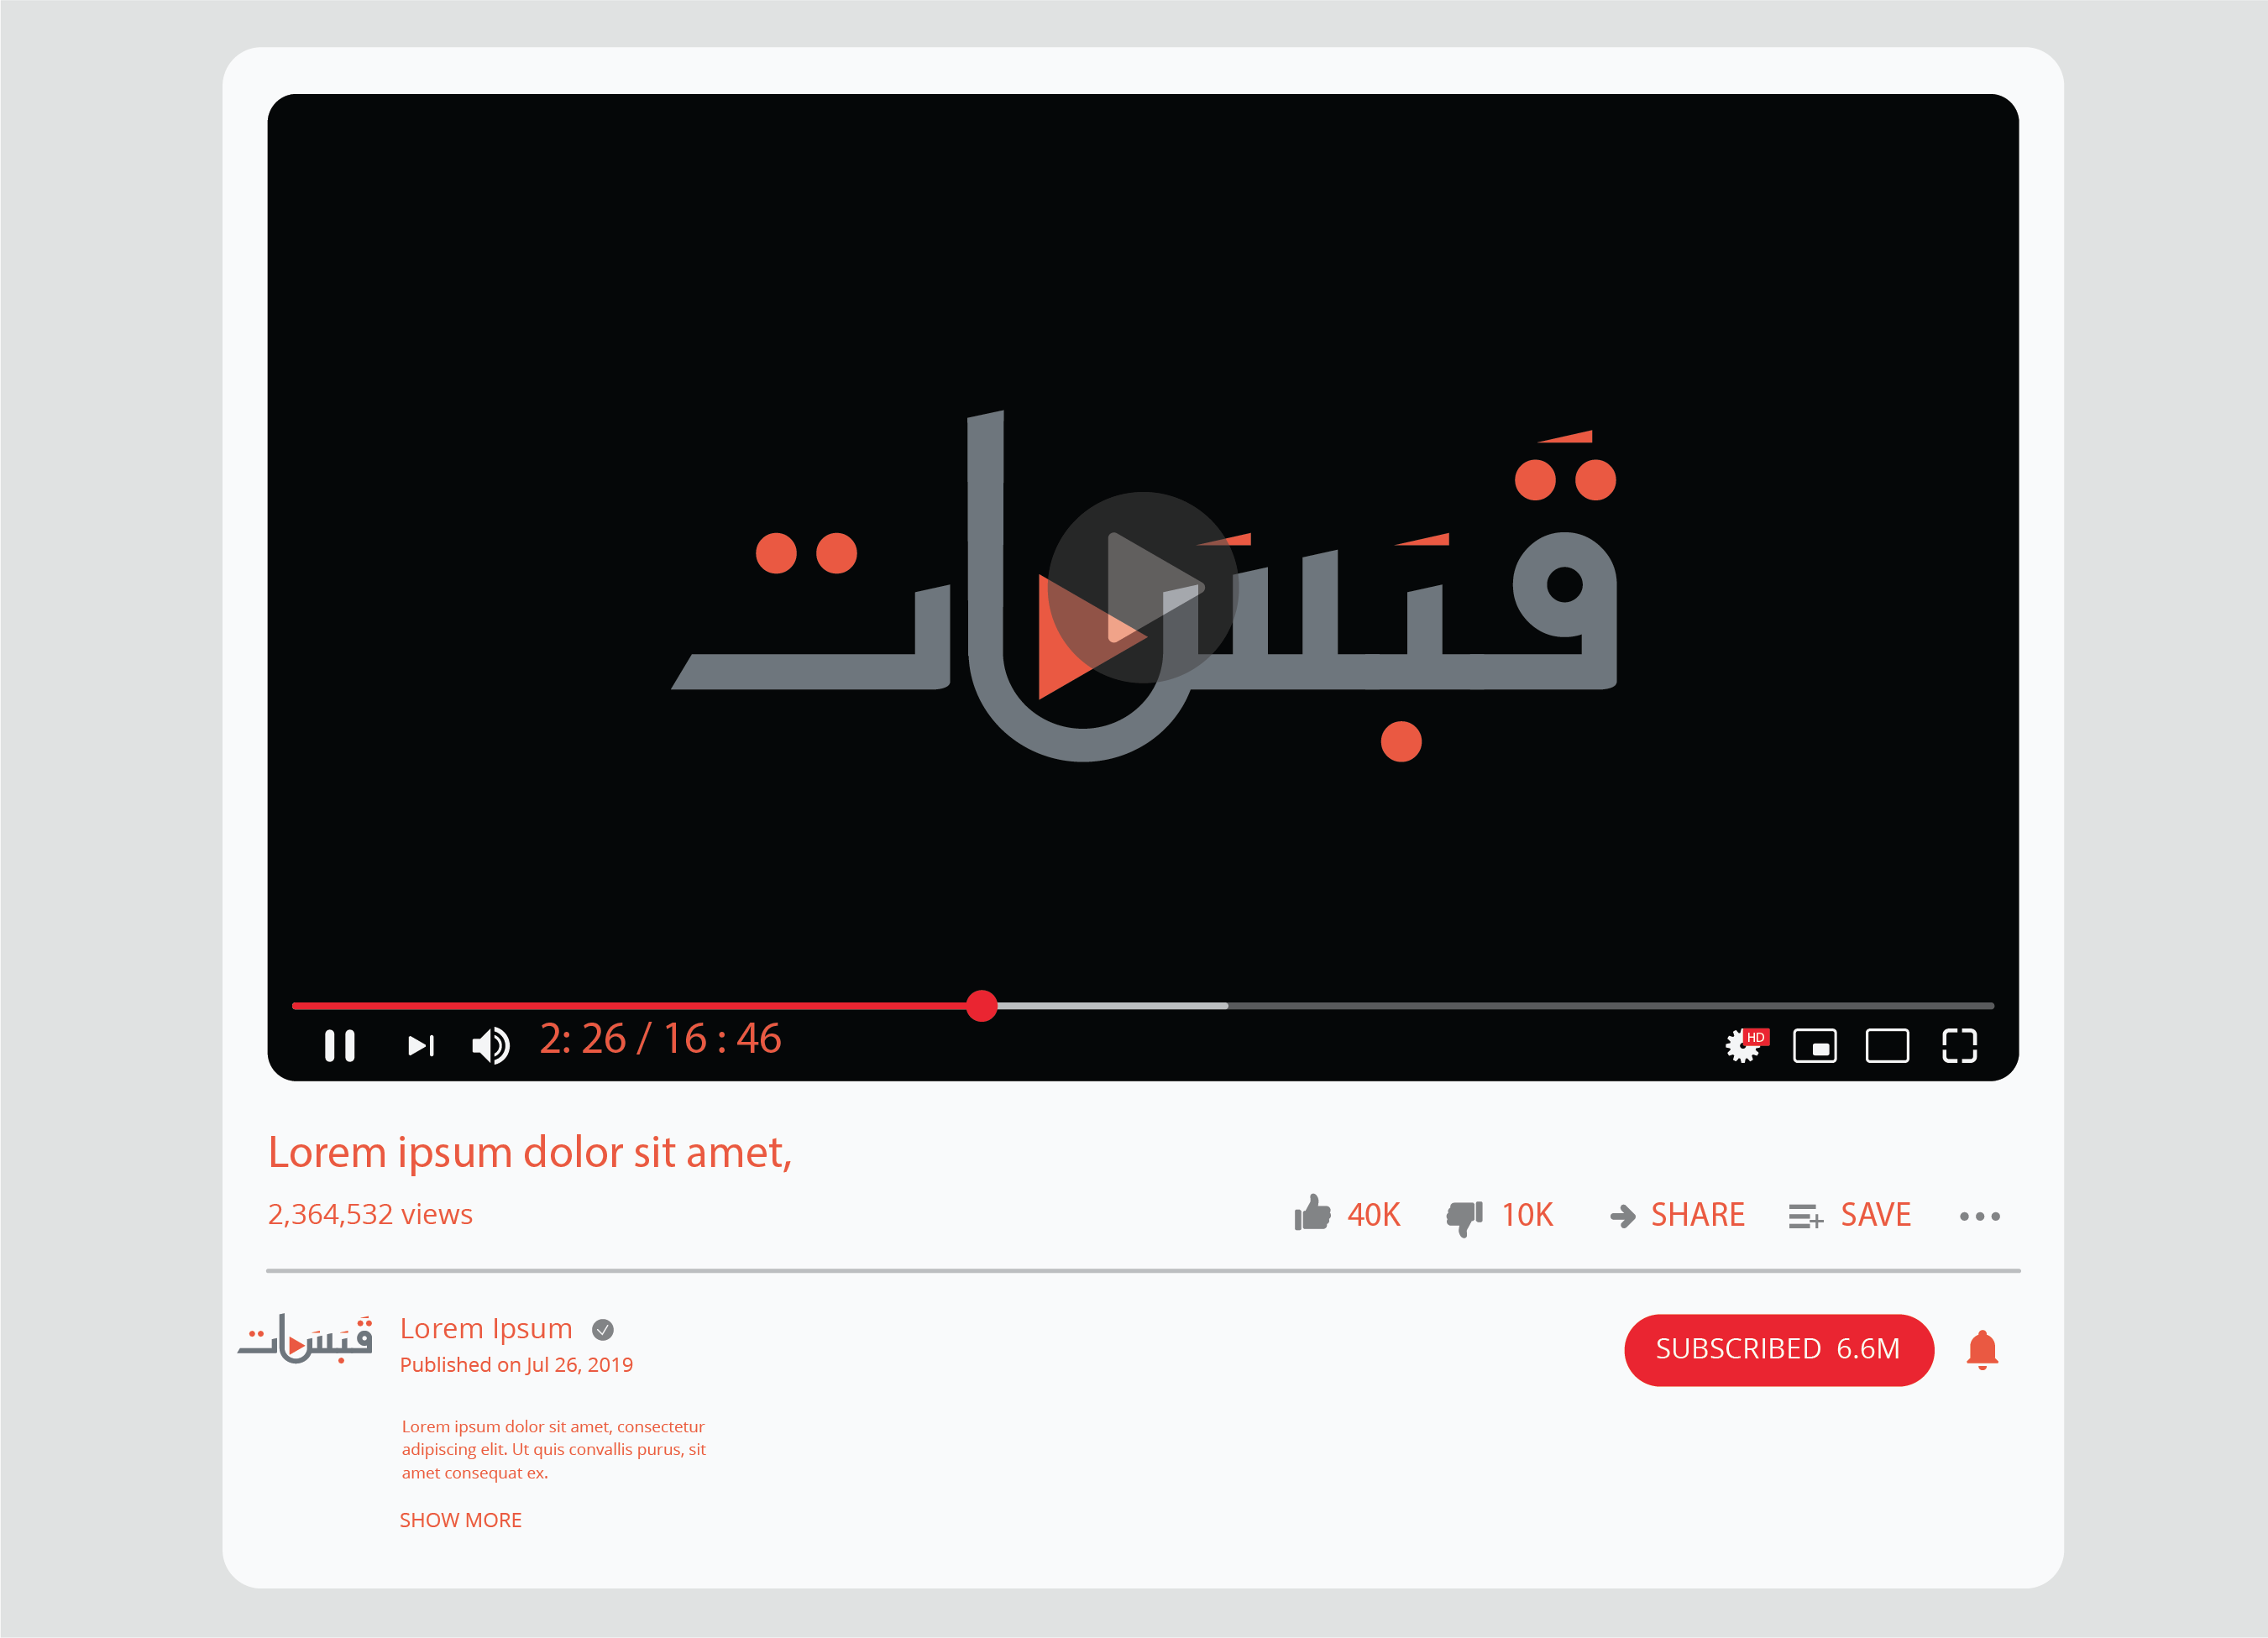 قَبَسَات
2: 26 / 16 : 46
HD
Lorem ipsum dolor sit amet,
2,364,532 views
40K
10K
SHARE
SAVE
قَبَسَات
Lorem Ipsum
Published on Jul 26, 2019
SUBSCRIBED 6.6M
Lorem ipsum dolor sit amet, consectetur
adipiscing elit. Ut quis convallis purus, sit
amet consequat ex.
SHOW MORE